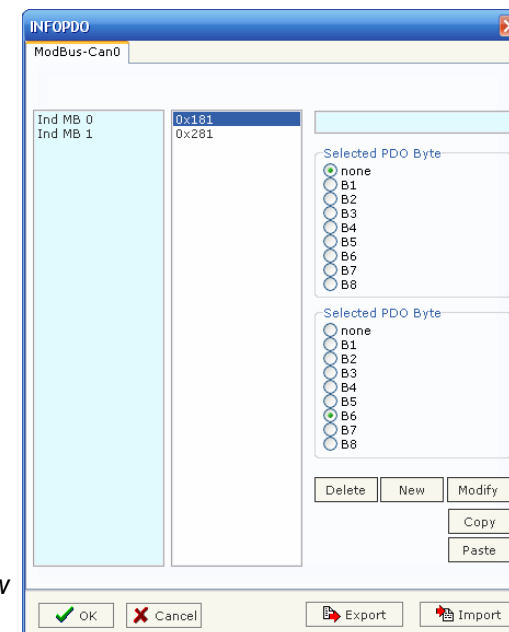 INFOPDO
ModBus-Can0
Ind MB 0
Ind MB 1
0x181
0x281
Selected PDO Byte
none
B1
B2
B3
B4
B5
B6
B7
B8
Selected PDO Byte
none
B1
B2
B3
B4
B5
B6
B7
B8
Delete New Modify
Copy
Paste
w
OK Cancel Export Import